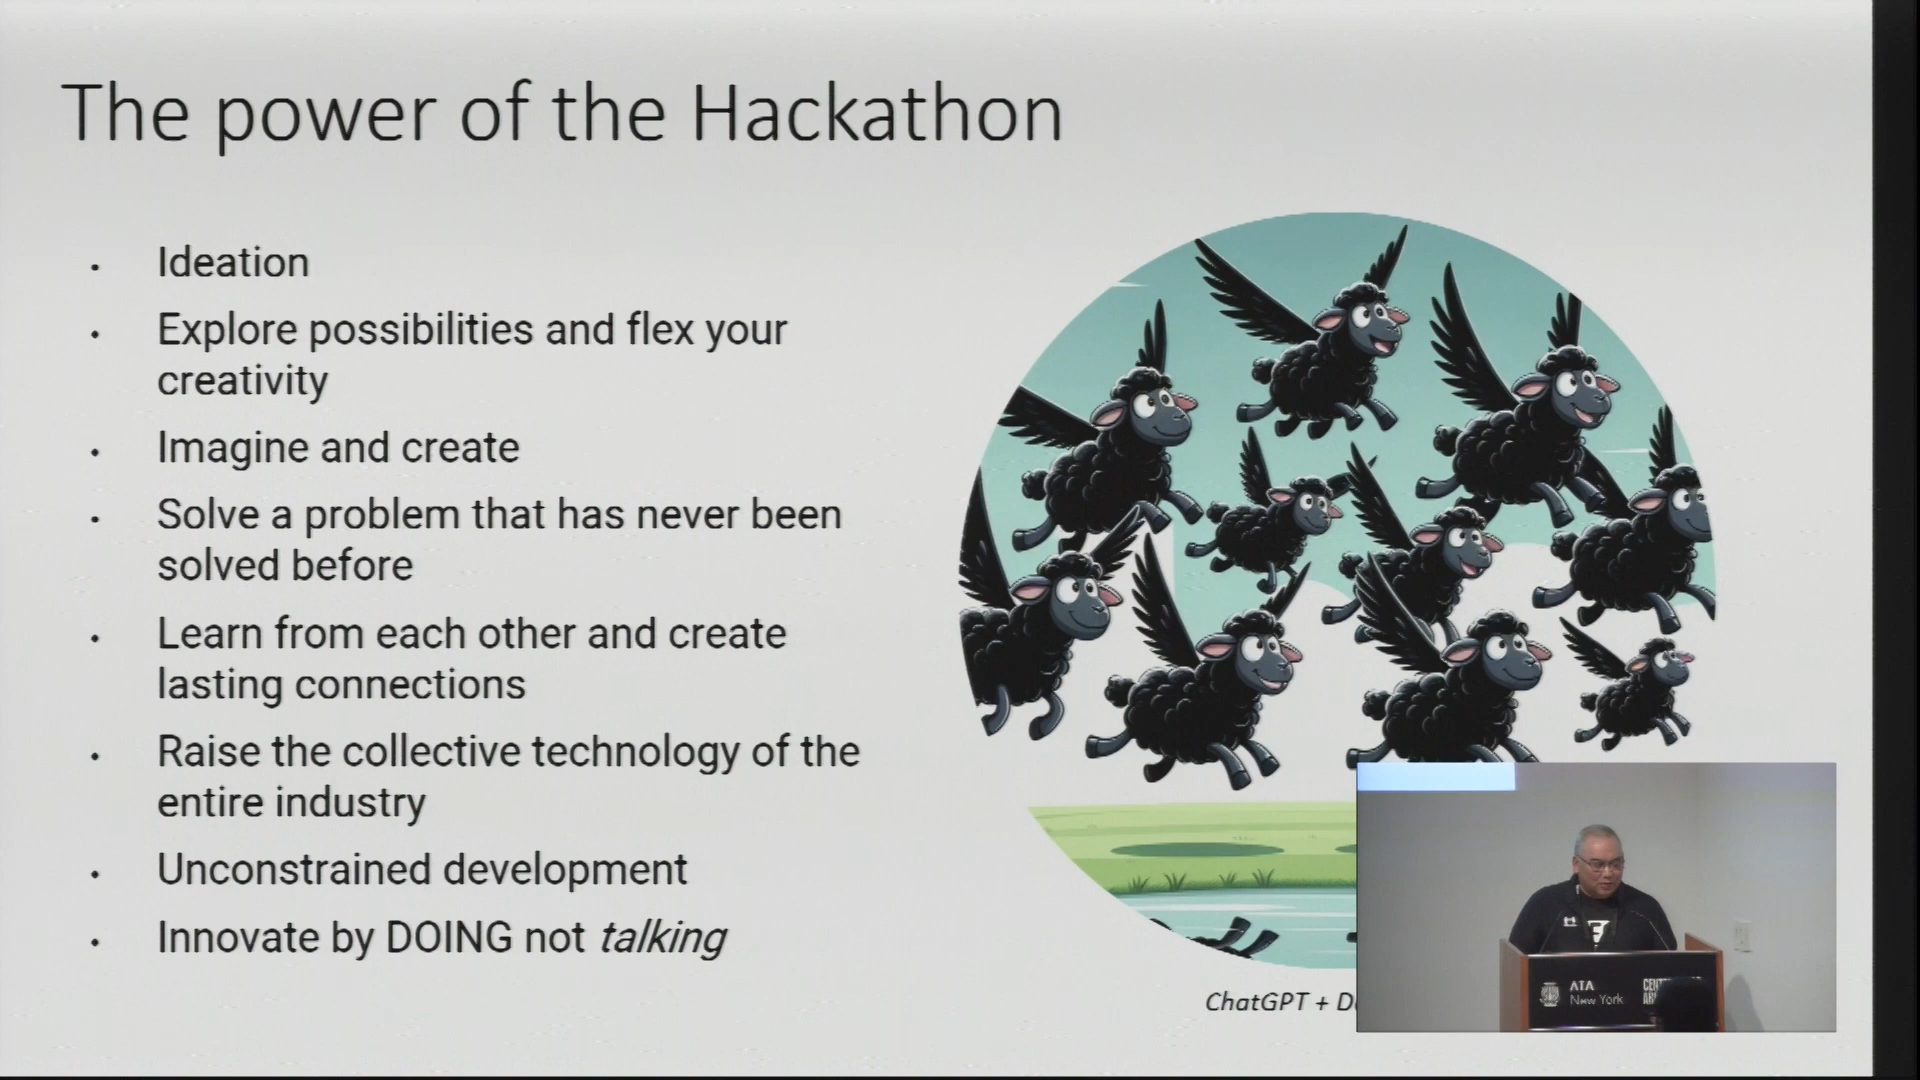 The power of the Hackathon
Ideation
Explore possibilities and flex your
creativity
Imagine and create
Solve a problem that has never been
solved before
Learn from each other and create
lasting connections
Raise the collective technology of the
entire industry
Unconstrained development
Innovate by DOING not talking
ChatGPT +
AIA
New York